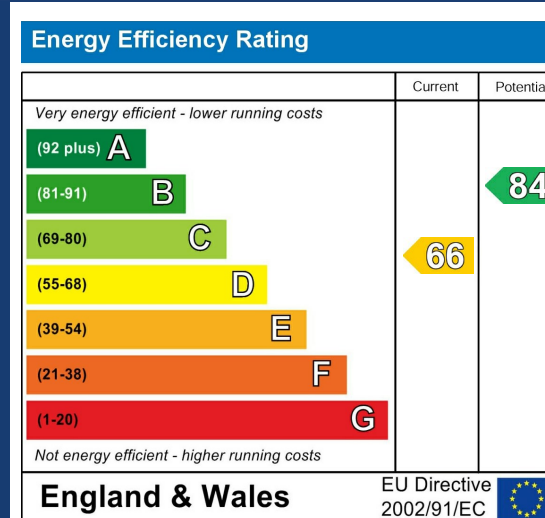 Energy Efficiency Rating
Current Potentia
Very energy efficient - lower running costs
(92 plus) A
(81-91) B
84
(69-80) C
66
(55-68) D
(39-54) E
(21-38) F
(1-20) G
Not energy efficient - higher running costs
England & Wales
EU Directive
2002/91/EC